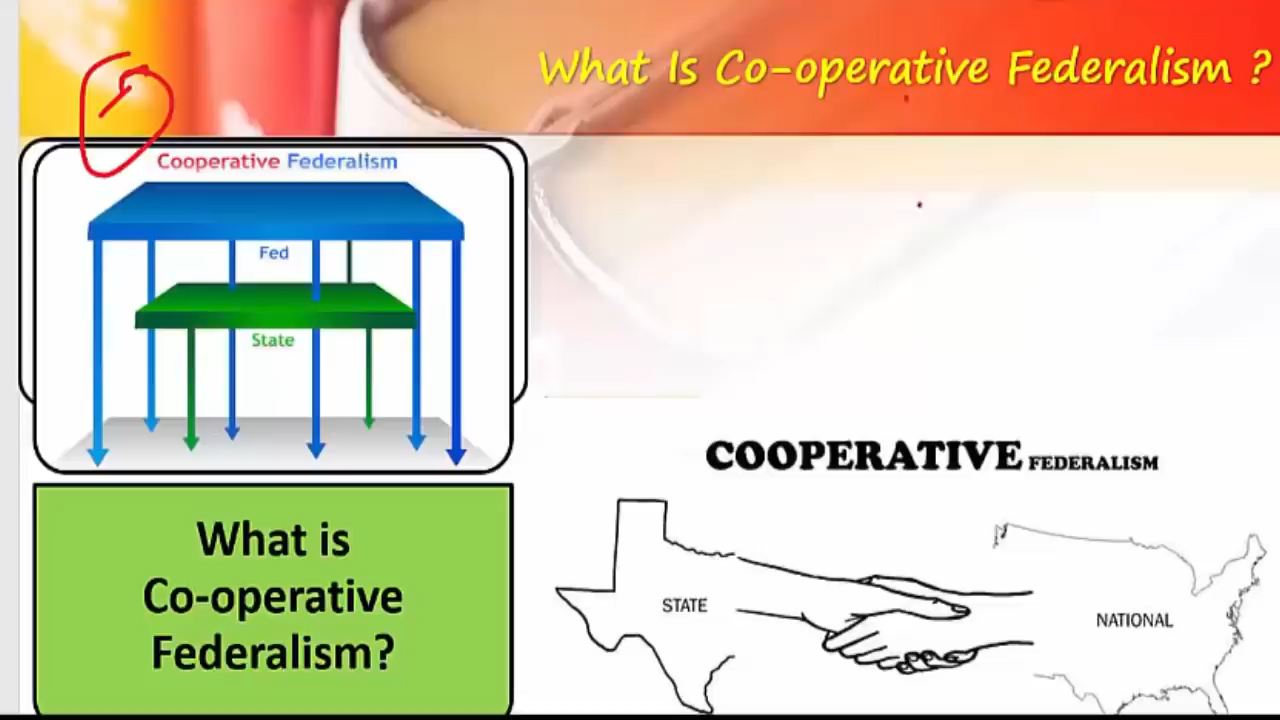 What Is Co-operative Federalism ?
Cooperative Federalism
Fed
State
What is
Co-operative
Federalism?
COOPERATIVE FEDERALISM
STATE
NATIONAL